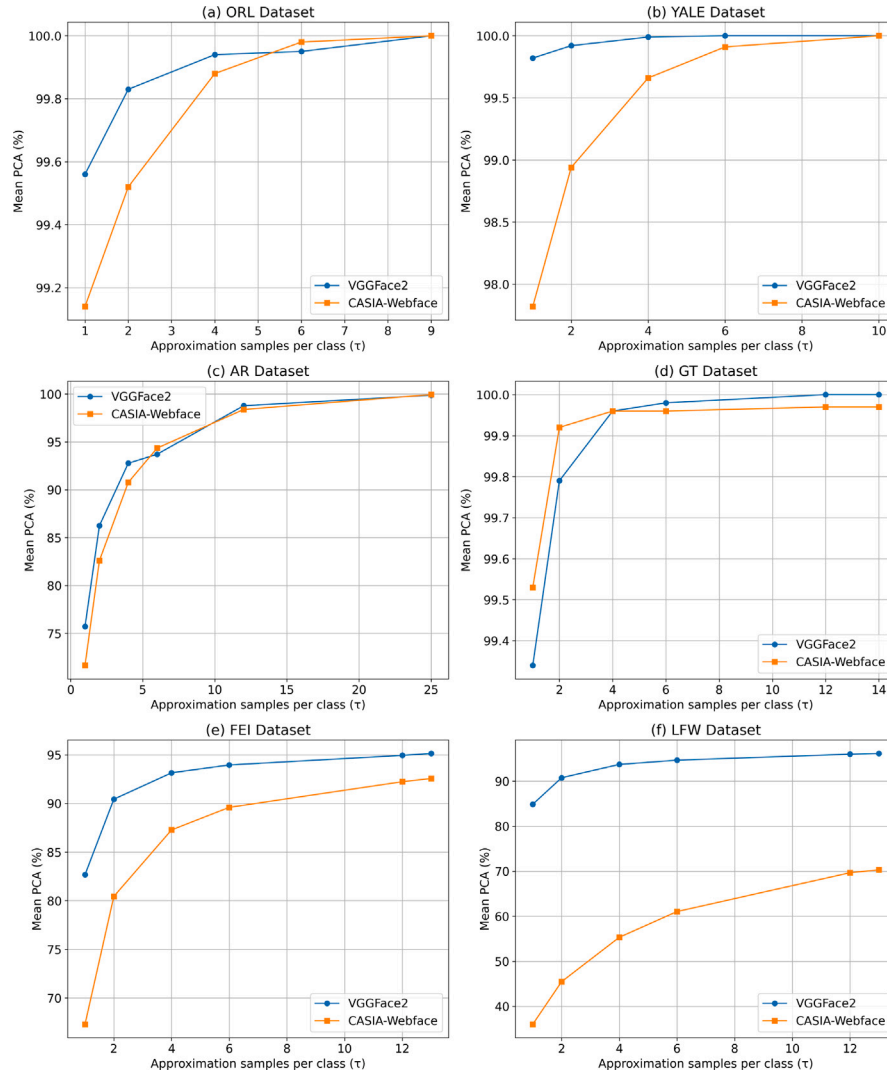 (a) ORL Dataset
100.0
99.8
99.6
99.4
99.2
Mean PCA (%)
1
2
3
4
5
6
7
8
9
Approximation samples per class (τ)
VGGFace2
CASIA-Webface
(b) YALE Dataset
100.0
99.5
99.0
98.5
98.0
Mean PCA (%)
2
4
6
8
10
Approximation samples per class (τ)
VGGFace2
CASIA-Webface
(c) AR Dataset
100
95
90
85
80
75
Mean PCA (%)
0
5
10
15
20
25
Approximation samples per class (τ)
VGGFace2
CASIA-Webface
(d) GT Dataset
100.0
99.9
99.8
99.7
99.6
99.5
99.4
Mean PCA (%)
2
4
6
8
10
12
14
Approximation samples per class (τ)
VGGFace2
CASIA-Webface
(e) FEI Dataset
95
90
85
80
75
70
Mean PCA (%)
2
4
6
8
10
12
Approximation samples per class (τ)
VGGFace2
CASIA-Webface
(f) LFW Dataset
90
80
70
60
50
40
Mean PCA (%)
2
4
6
8
10
12
Approximation samples per class (τ)
VGGFace2
CASIA-Webface